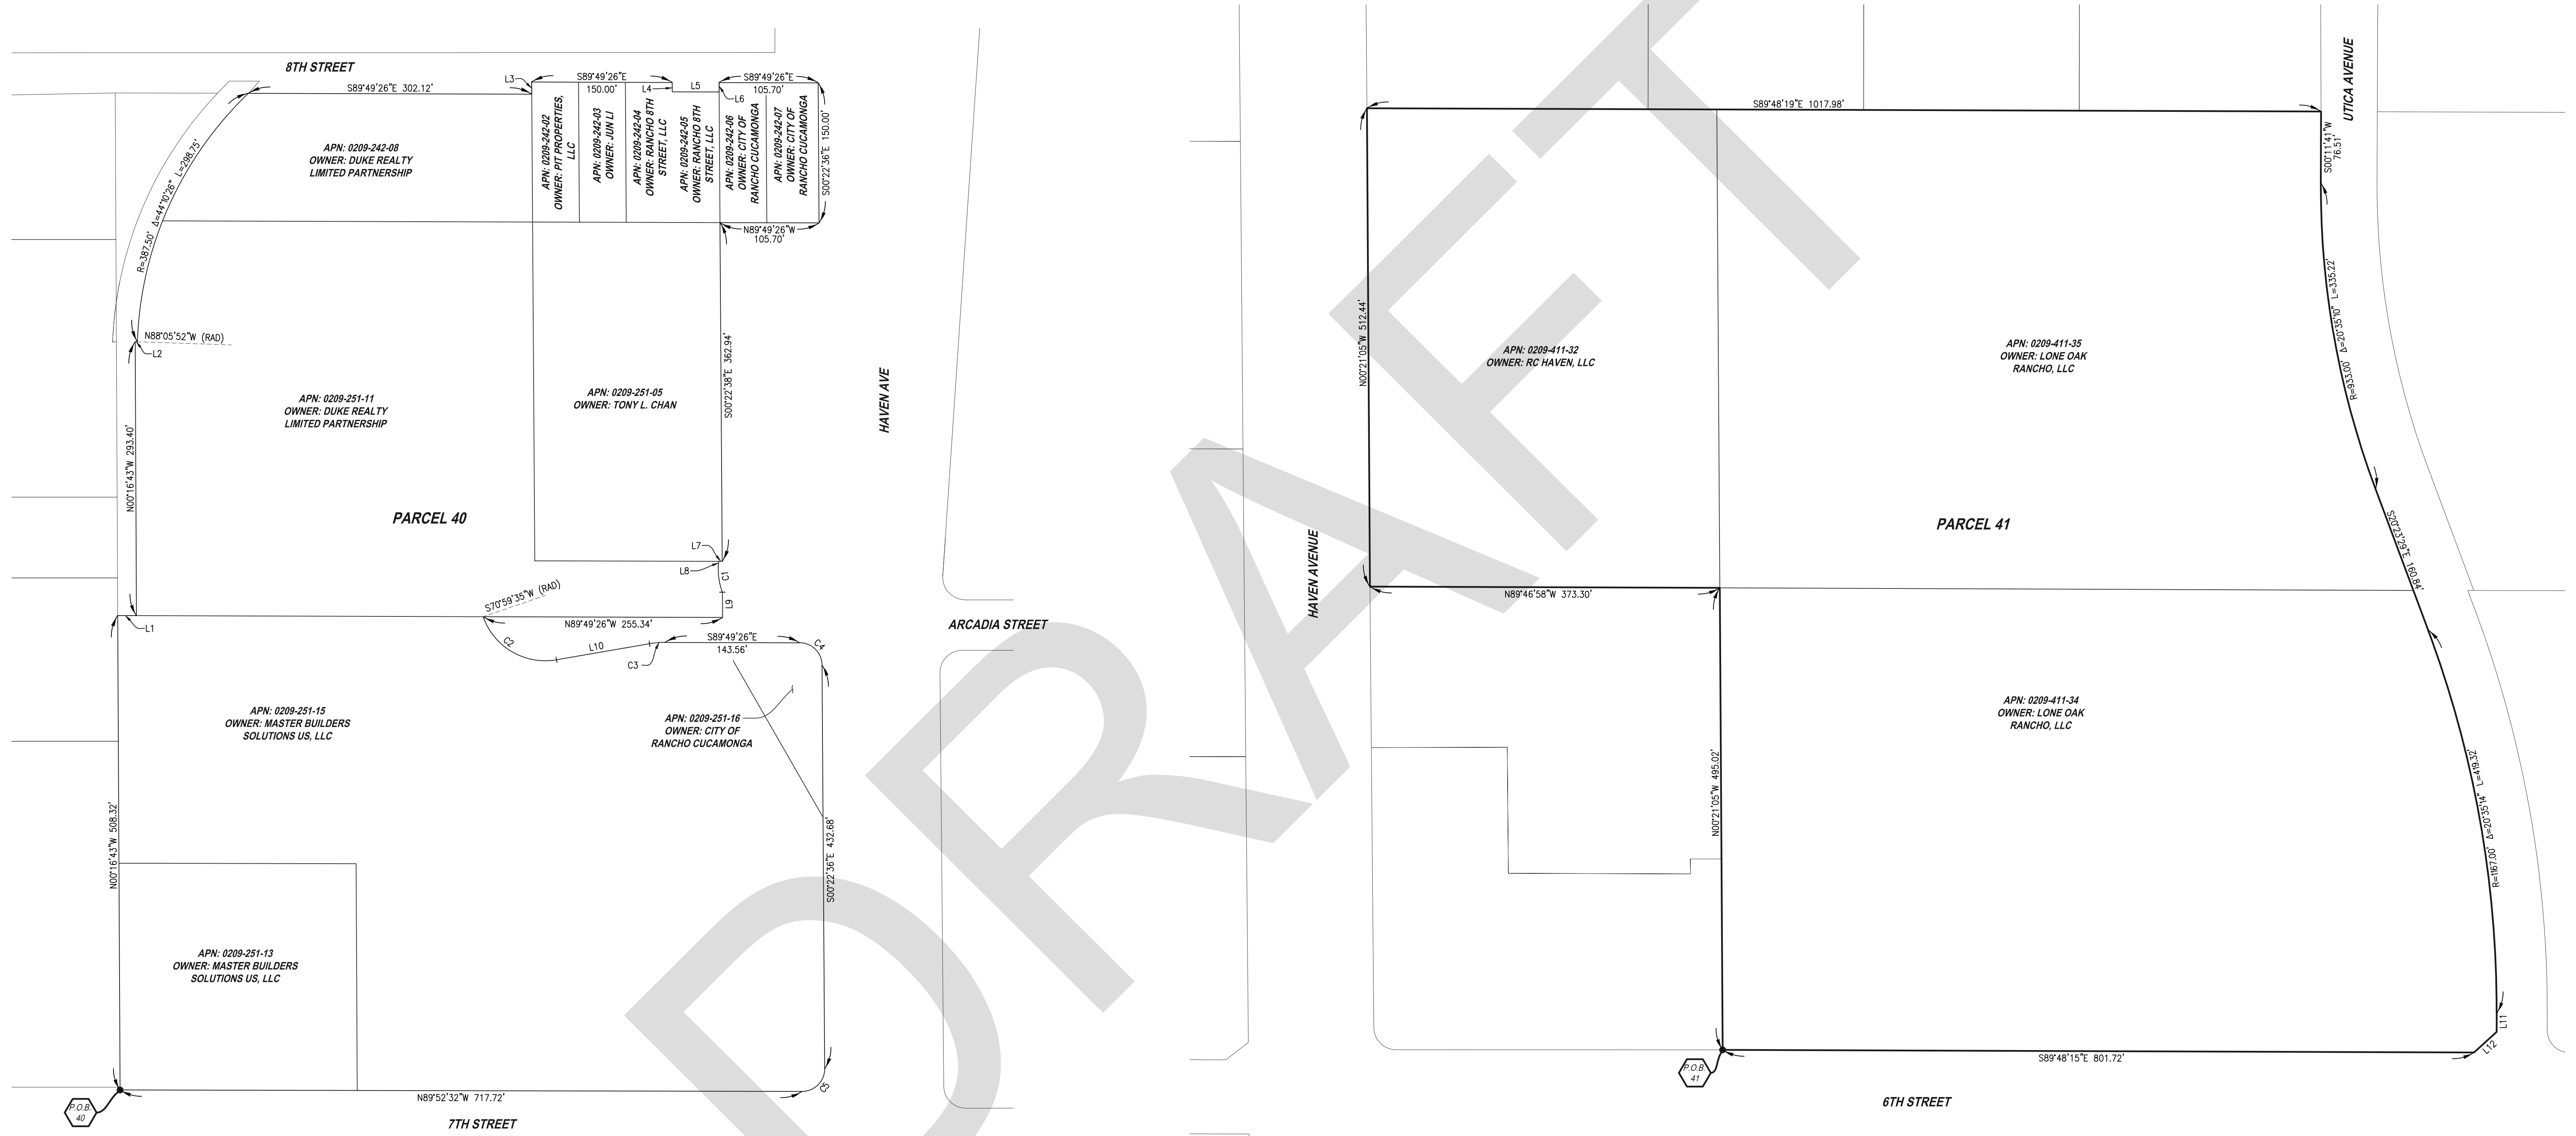 8TH STREET
L3
S89°49'26"E
150.00'
L4
L5
S89°49'26"E
105.70'
L6
S89°49'26"E 302.12'
R=387.50' Δ=44°10'26" L=298.75'
APN: 0209-242-08
OWNER: DUKE REALTY
LIMITED PARTNERSHIP
APN: 0209-242-02
OWNER: PIT PROPERTIES,
LLC
APN: 0209-242-03
OWNER: JUN LI
APN: 0209-242-04
OWNER: RANCHO 8TH
STREET, LLC
APN: 0209-242-05
OWNER: RANCHO 8TH
STREET, LLC
APN: 0209-242-06
OWNER: CITY OF
RANCHO CUCAMONGA
APN: 0209-242-07
OWNER: CITY OF
RANCHO CUCAMONGA
S00°22'36"E 150.00'
N89°49'26"W
105.70'
N88°05'52"W (RAD)
L2
N00°16'43"W 293.40'
APN: 0209-251-11
OWNER: DUKE REALTY
LIMITED PARTNERSHIP
APN: 0209-251-05
OWNER: TONY L. CHAN
S00°22'38"E 362.94'
HAVEN AVE
PARCEL 40
L7
L8
C1
L9
S70°59'35"W (RAD)
L1
N89°49'26"W 255.34'
C2
L10
C3
S89°49'26"E
143.56'
C4
ARCADIA STREET
APN: 0209-251-15
OWNER: MASTER BUILDERS
SOLUTIONS US, LLC
APN: 0209-251-16
OWNER: CITY OF
RANCHO CUCAMONGA
N00°16'43"W 508.32'
S00°22'36"E 432.68'
APN: 0209-251-13
OWNER: MASTER BUILDERS
SOLUTIONS US, LLC
P.O.B.
40
N89°52'32"W 717.72'
C5
7TH STREET
DRAFT
UTICA AVENUE
S89°48'19"E 1017.98'
S00°11'41"W
76.51'
N00°21'05"W 512.44'
APN: 0209-411-32
OWNER: RC HAVEN, LLC
APN: 0209-411-35
OWNER: LONE OAK
RANCHO, LLC
R=933.00' Δ=20°35'10" L=335.22'
PARCEL 41
S20°23'29"E 160.84'
HAVEN AVENUE
N89°46'58"W 373.30'
APN: 0209-411-34
OWNER: LONE OAK
RANCHO, LLC
N00°21'05"W 495.02'
R=1167.00' Δ=20°35'14" L=419.32'
L11
L12
P.O.B.
41
S89°48'15"E 801.72'
6TH STREET